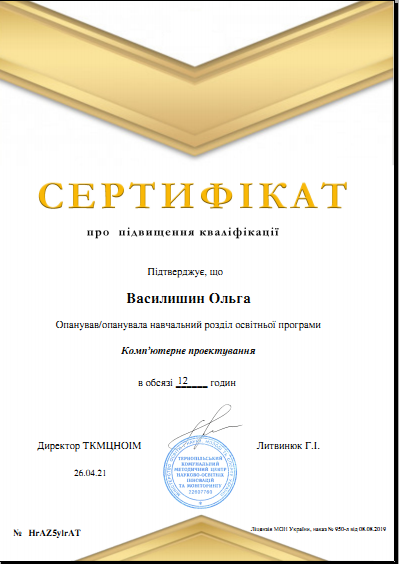 СЕРТИФІКАТ
про підвищення кваліфікації
Підтверджує, що
Василишин Ольга
Опанував/опанувала навчальний розділ освітньої програми
Комп'ютерне проектування
в обсязі 12 годин
Директор ТКМЦНОІМ Литвинюк Г.І.
26.04.21
ТЕРНОПІЛЬСЬКИЙ
КОМУНАЛЬНИЙ
МЕТОДИЧНИЙ ЦЕНТР
НАУКОВО-ОСВІТНІХ
ІННОВАЦІЙ
ТА МОНІТОРИНГУ
№ HrAZ5ylrAT
Ліцензія МОН України, наказ № 950-л від 08.08.2019